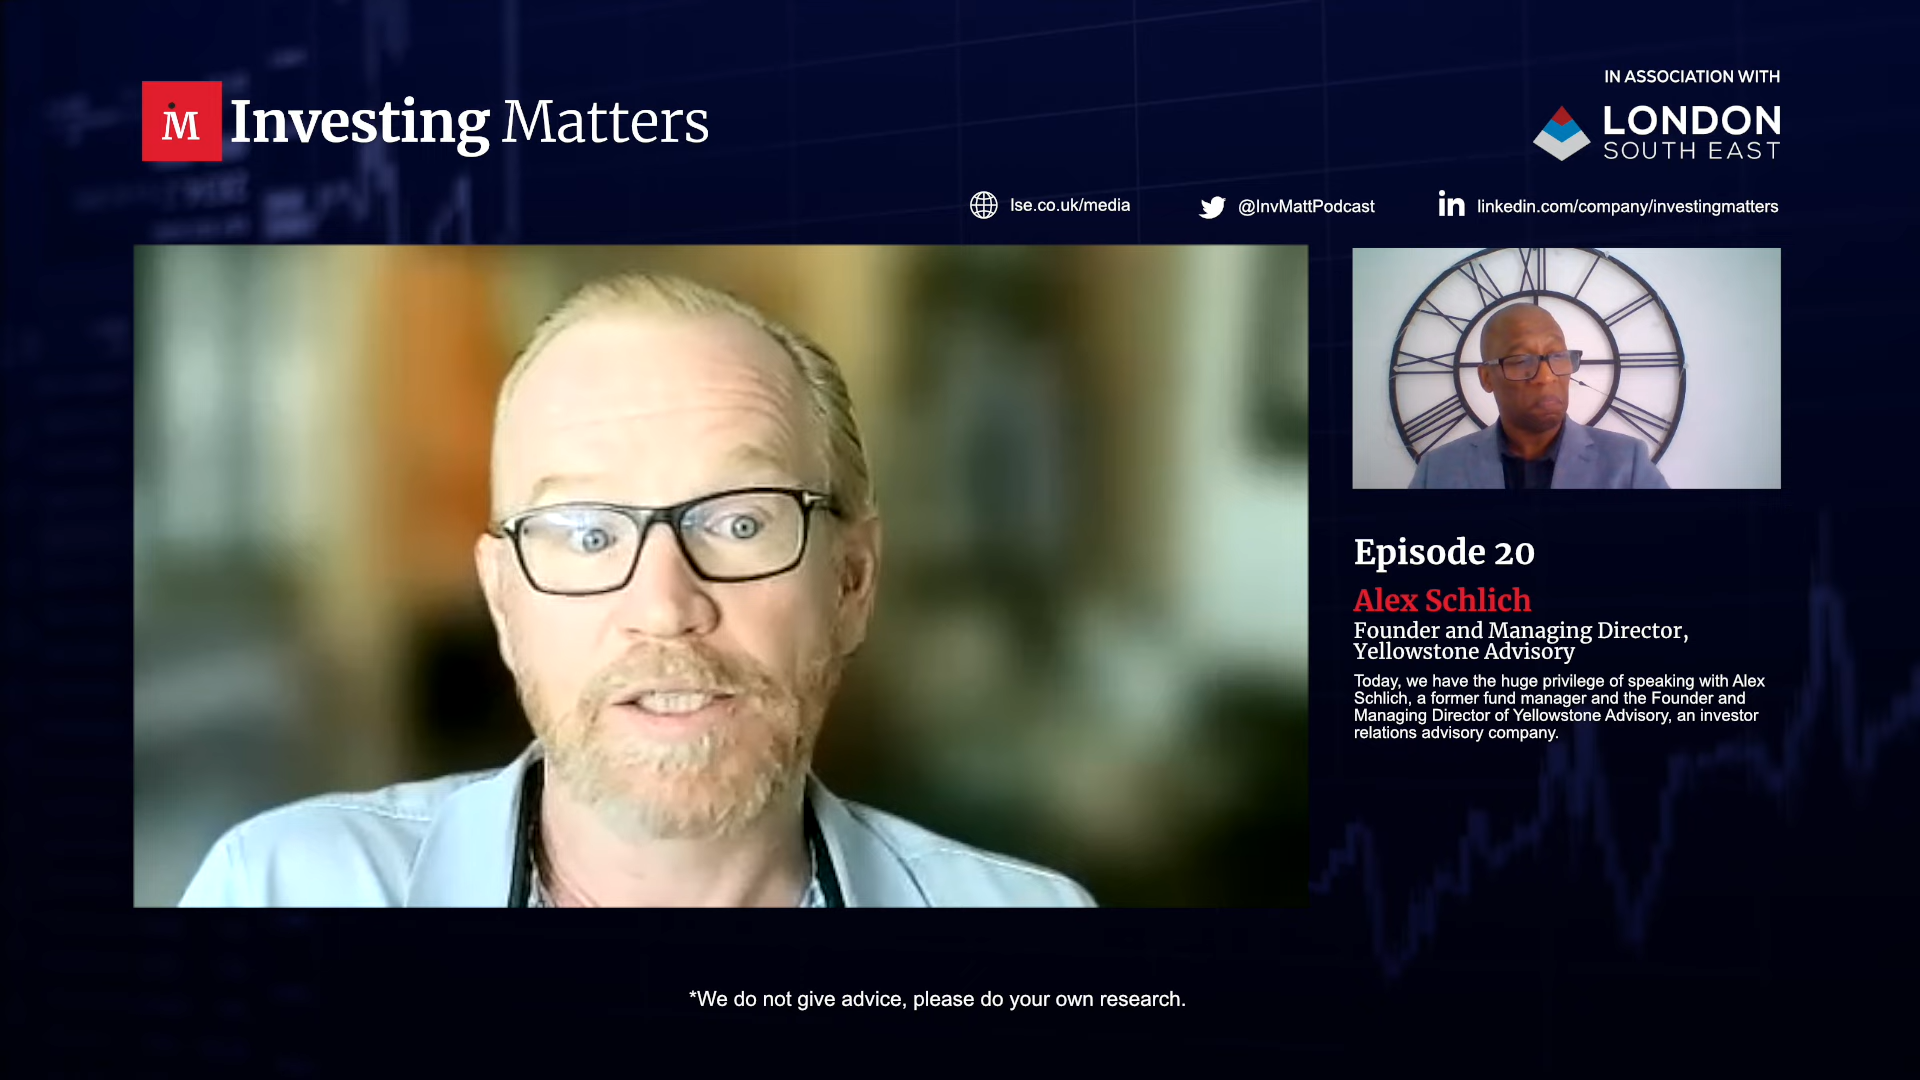 IN ASSOCIATION WITH
iM Investing Matters
LONDON
SOUTH EAST
lse.co.uk/media
@InvMattPodcast
in linkedin.com/company/investingmatters
Episode 20
Alex Schlich
Founder and Managing Director,
Yellowstone Advisory
Today, we have the huge privilege of speaking with Alex
Schlich, a former fund manager and the Founder and
Managing Director of Yellowstone Advisory, an investor
relations advisory company.
*We do not give advice, please do your own research.